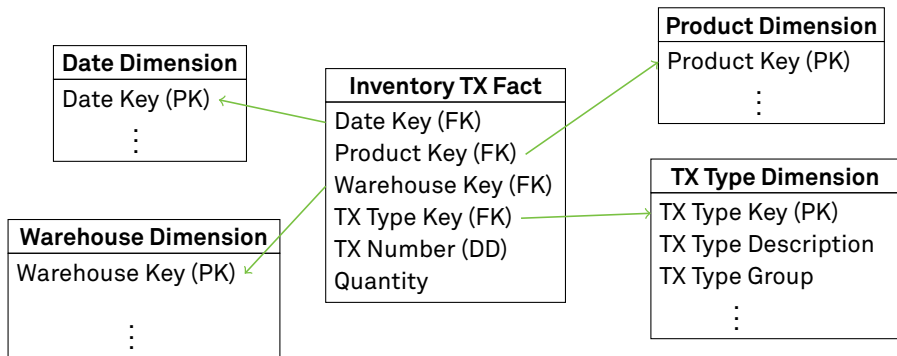 Date Dimension
Date Key (PK)
⋮
Inventory TX Fact
Date Key (FK)
Product Key (FK)
Warehouse Key (FK)
TX Type Key (FK)
TX Number (DD)
Quantity
Product Dimension
Product Key (PK)
⋮
Warehouse Dimension
Warehouse Key (PK)
⋮
TX Type Dimension
TX Type Key (PK)
TX Type Description
TX Type Group
⋮